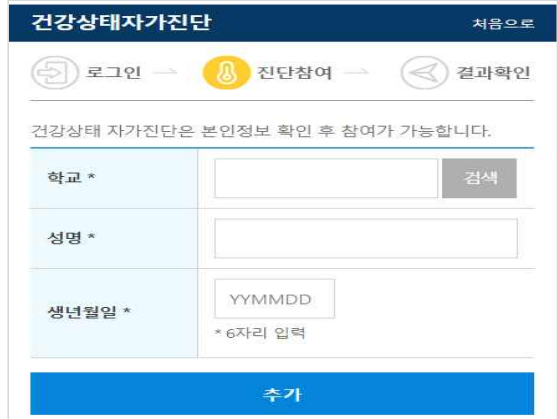 건강상태자가진단 처음으로
로그인 → 진단참여 → 결과확인
건강상태 자가진단은 본인정보 확인 후 참여가 가능합니다.
학교 * 검색
성명 *
생년월일 * YYMMDD
* 6자리 입력
추가